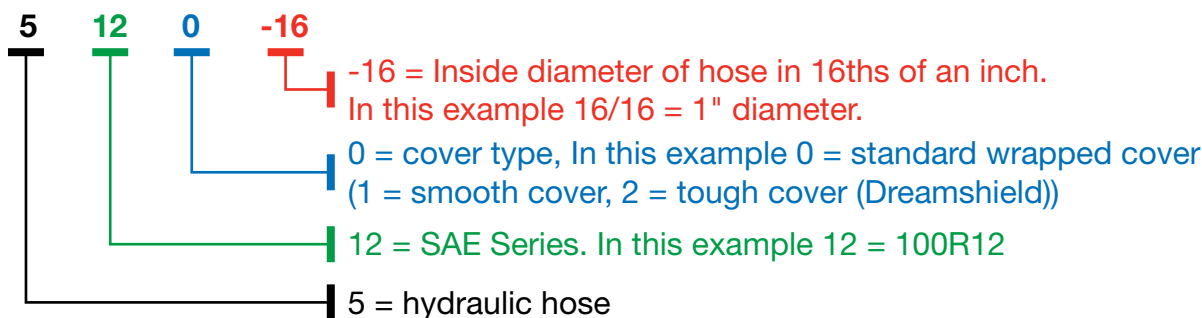 5 12 0 -16
-16 = Inside diameter of hose in 16ths of an inch.
In this example 16/16 = 1" diameter.
0 = cover type, In this example 0 = standard wrapped cover
(1 = smooth cover, 2 = tough cover (Dreamshield))
12 = SAE Series. In this example 12 = 100R12
5 = hydraulic hose